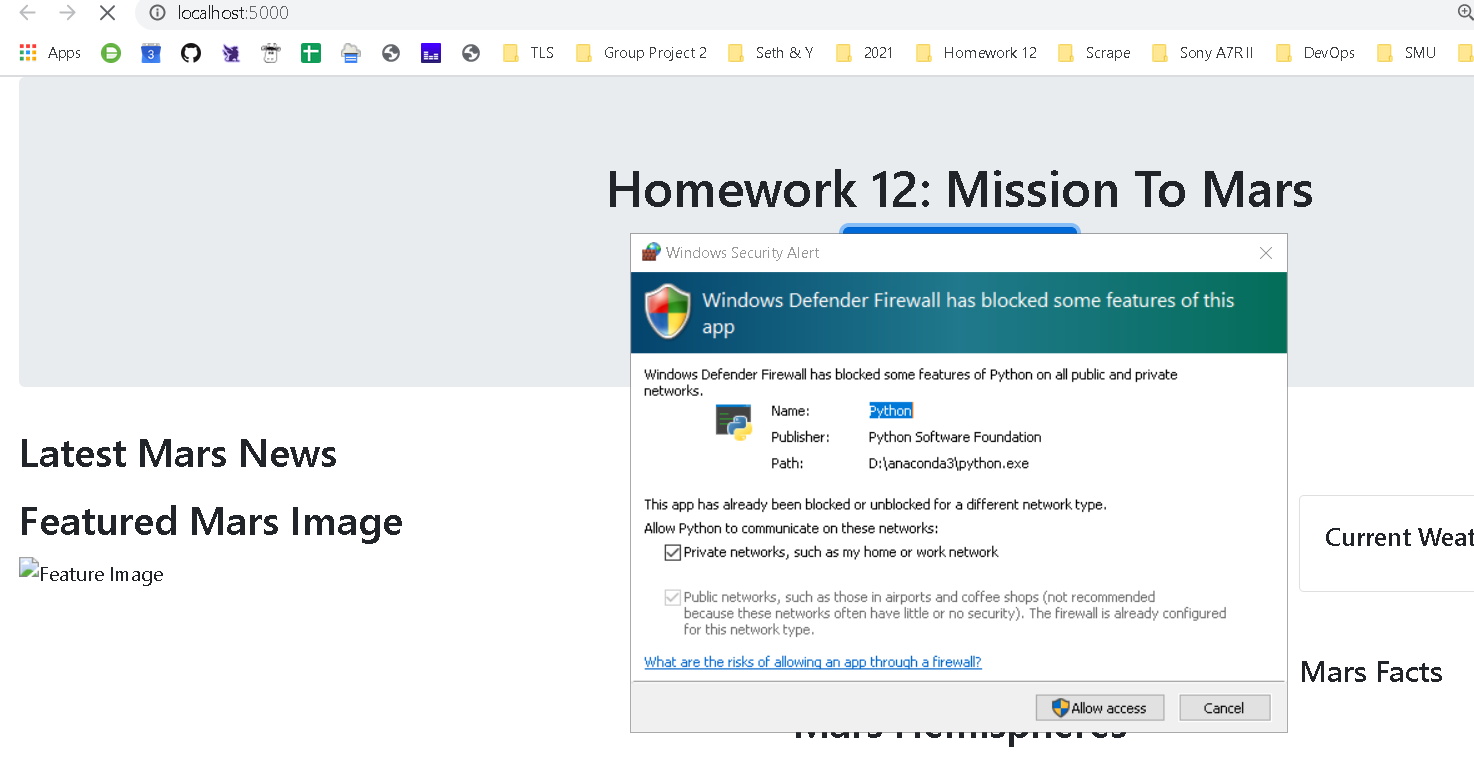 localhost:5000
Apps 3 TLS Group Project 2 Seth & Y 2021 Homework 12 Scrape Sony A7R II DevOps SMU
Homework 12: Mission To Mars
Windows Security Alert
Windows Defender Firewall has blocked some features of this
app
Windows Defender Firewall has blocked some features of Python on all public and private
networks.
Name: Python
Publisher: Python Software Foundation
Path: D:\anaconda3\python.exe
This app has already been blocked or unblocked for a different network type.
Allow Python to communicate on these networks:
Private networks, such as my home or work network
Public networks, such as those in airports and coffee shops (not recommended
because these networks often have little or no security). The firewall is already configured
for this network type.
What are the risks of allowing an app through a firewall?
Allow access Cancel
Latest Mars News
Featured Mars Image
Feature Image
Current Weat
Mars Facts
Mars Hemispheres